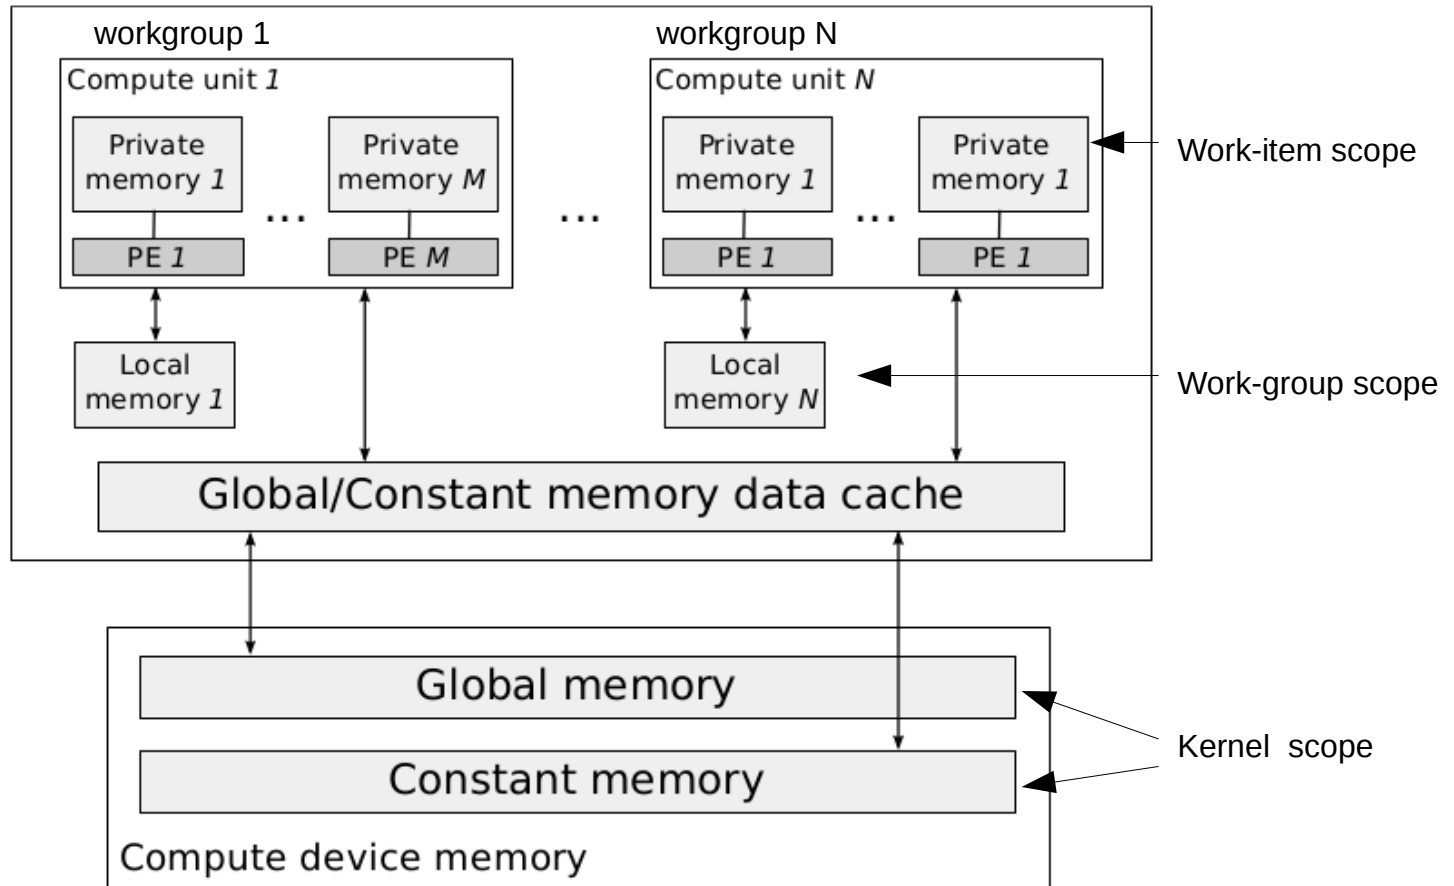 workgroup 1
workgroup N
Compute unit 1
Compute unit N
Private
memory 1
Private
memory M
Private
memory 1
Private
memory 1
Work-item scope
...
...
...
PE 1
PE M
PE 1
PE 1
Local
memory 1
Local
memory N
Work-group scope
Global/Constant memory data cache
Global memory
Constant memory
Kernel scope
Compute device memory